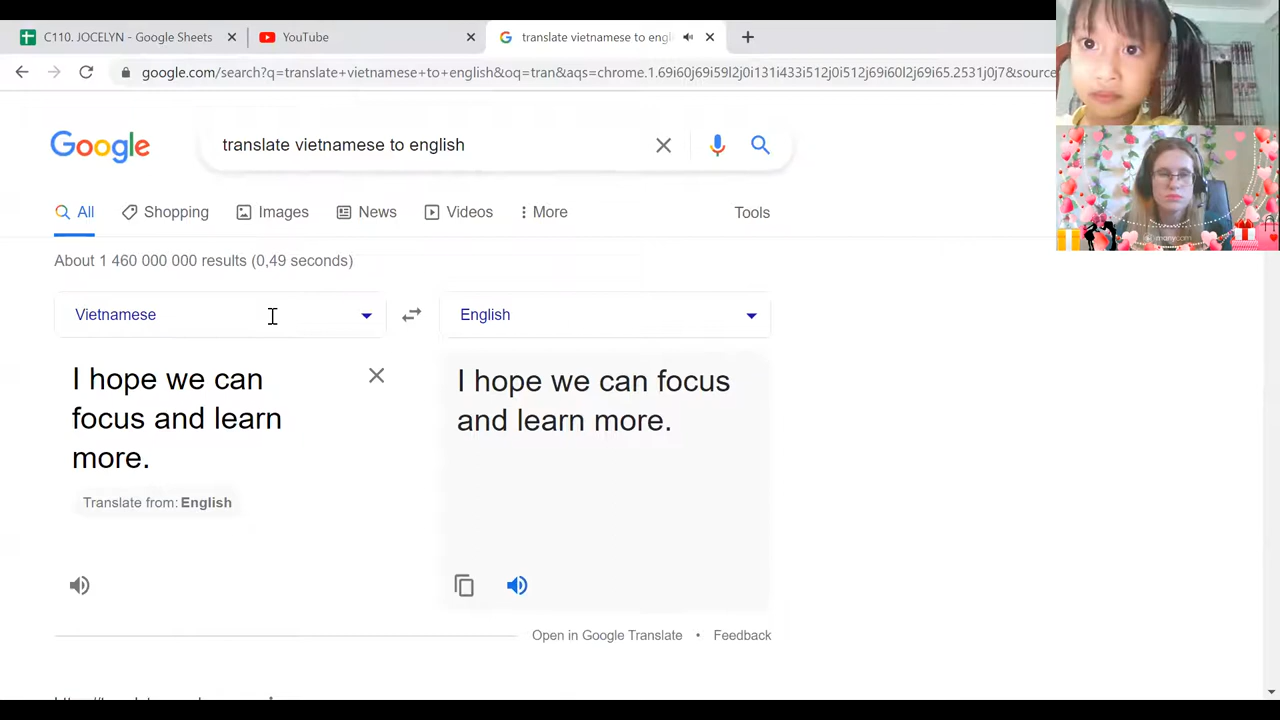 C110. JOCELYN - Google Sheets
YouTube
translate vietnamese to engl
google.com/search?q=translate+vietnamese+to+english&oq=tran&aqs=chrome.1.69i60j69i59l2j0i131i433i512j0i512j69i60l2j69i65.2531j0j7&source
Google
translate vietnamese to english
All
Shopping
Images
News
Videos
More
Tools
About 1 460 000 000 results (0,49 seconds)
Vietnamese
English
I hope we can
focus and learn
more.
I hope we can focus
and learn more.
Translate from: English
Open in Google Translate • Feedback